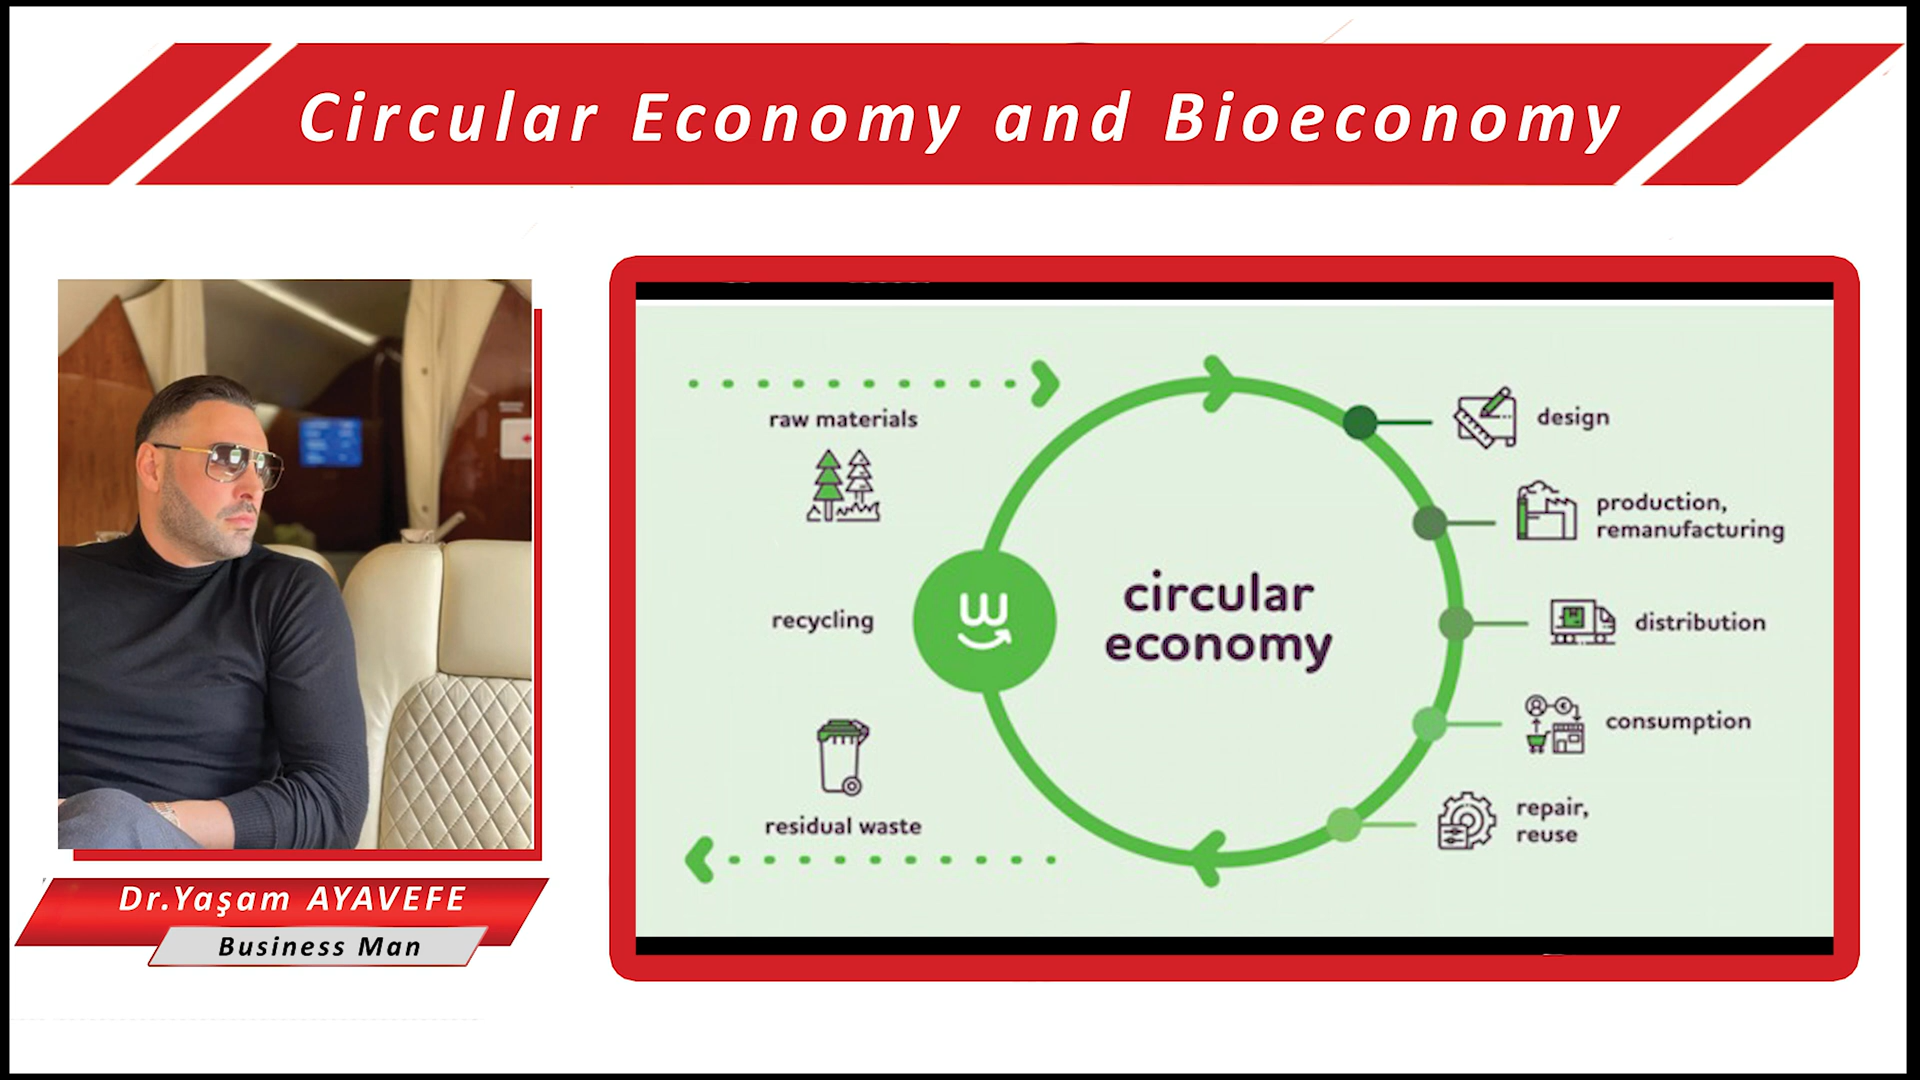 Circular Economy and Bioeconomy
Dr.Yaşam AYAVEFE
Business Man
raw materials
recycling
residual waste
w
circular
economy
design
production,
remanufacturing
distribution
consumption
repair,
reuse